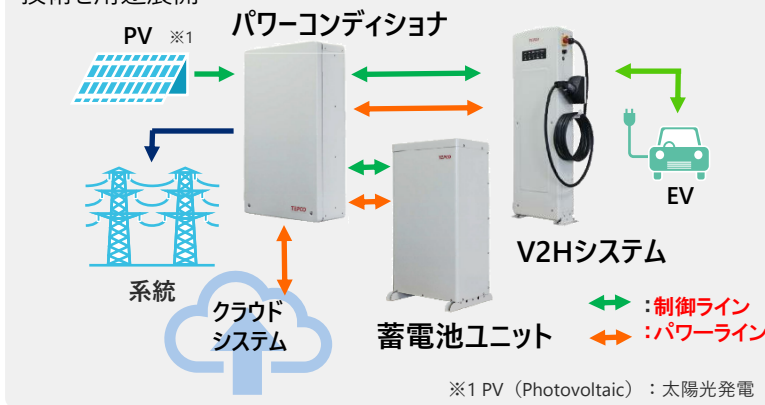 パワーコンディショナ
PV ※1
系統
クラウド
システム
蓄電池ユニット
V2Hシステム
EV
:制御ライン
:パワーライン
※1 PV（Photovoltaic）：太陽光発電
TAMCO